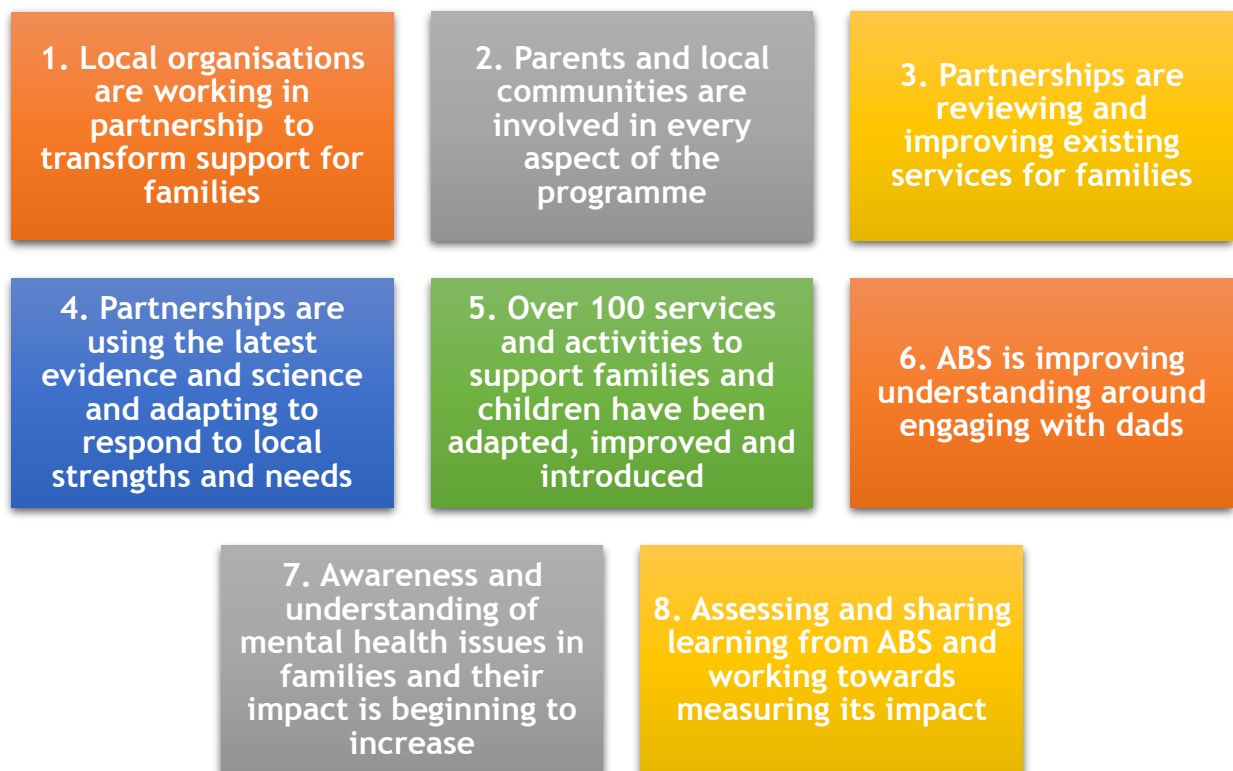 1. Local organisations
are working in
partnership to
transform support for
families
2. Parents and local
communities are
involved in every
aspect of the
programme
3. Partnerships are
reviewing and
improving existing
services for families
4. Partnerships are
using the latest
evidence and science
and adapting to
respond to local
strengths and needs
5. Over 100 services
and activities to
support families and
children have been
adapted, improved and
introduced
6. ABS is improving
understanding around
engaging with dads
7. Awareness and
understanding of
mental health issues in
families and their
impact is beginning to
increase
8. Assessing and sharing
learning from ABS and
working towards
measuring its impact